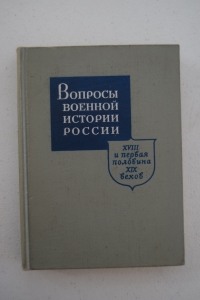 Вопросы
военной
истории
России
XVIII
и первая
половина
XIX
веков